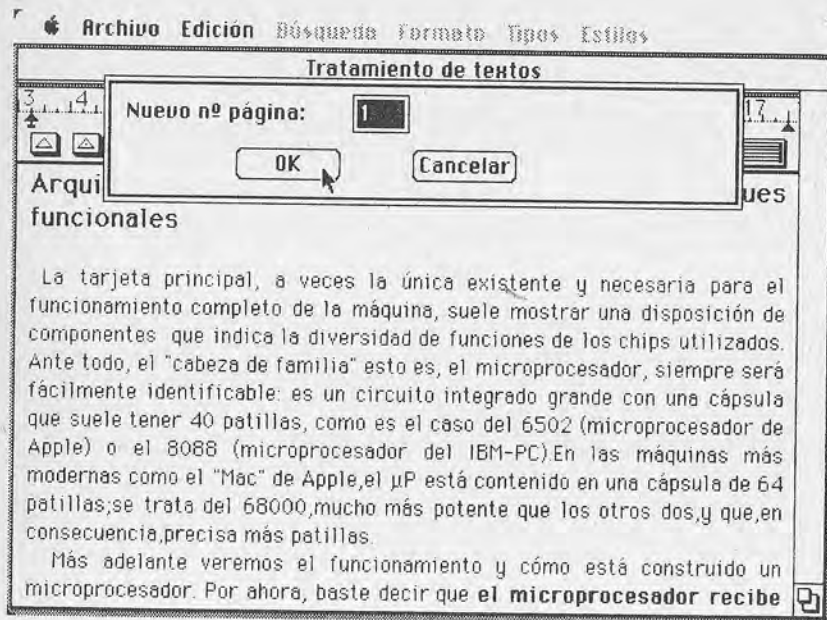 Archivo Edición Búsqueda Formato Tipos Estilos
Tratamiento de textos
3 4 17
Nuevo nº página: 1
OK Cancelar
Arqui ues
funcionales
La tarjeta principal, a veces la única existente y necesaria para el
funcionamiento completo de la máquina, suele mostrar una disposición de
componentes que indica la diversidad de funciones de los chips utilizados.
Ante todo, el "cabeza de familia" esto es, el microprocesador, siempre será
fácilmente identificable: es un circuito integrado grande con una cápsula
que suele tener 40 patillas, como es el caso del 6502 (microprocesador de
Apple) o el 8088 (microprocesador del IBM-PC).En las máquinas más
modernas como el "Mac" de Apple,el µP está contenido en una cápsula de 64
patillas;se trata del 68000,mucho más potente que los otros dos,y que,en
consecuencia,precisa más patillas.
Más adelante veremos el funcionamiento y cómo está construido un
microprocesador. Por ahora, baste decir que el microprocesador recibe